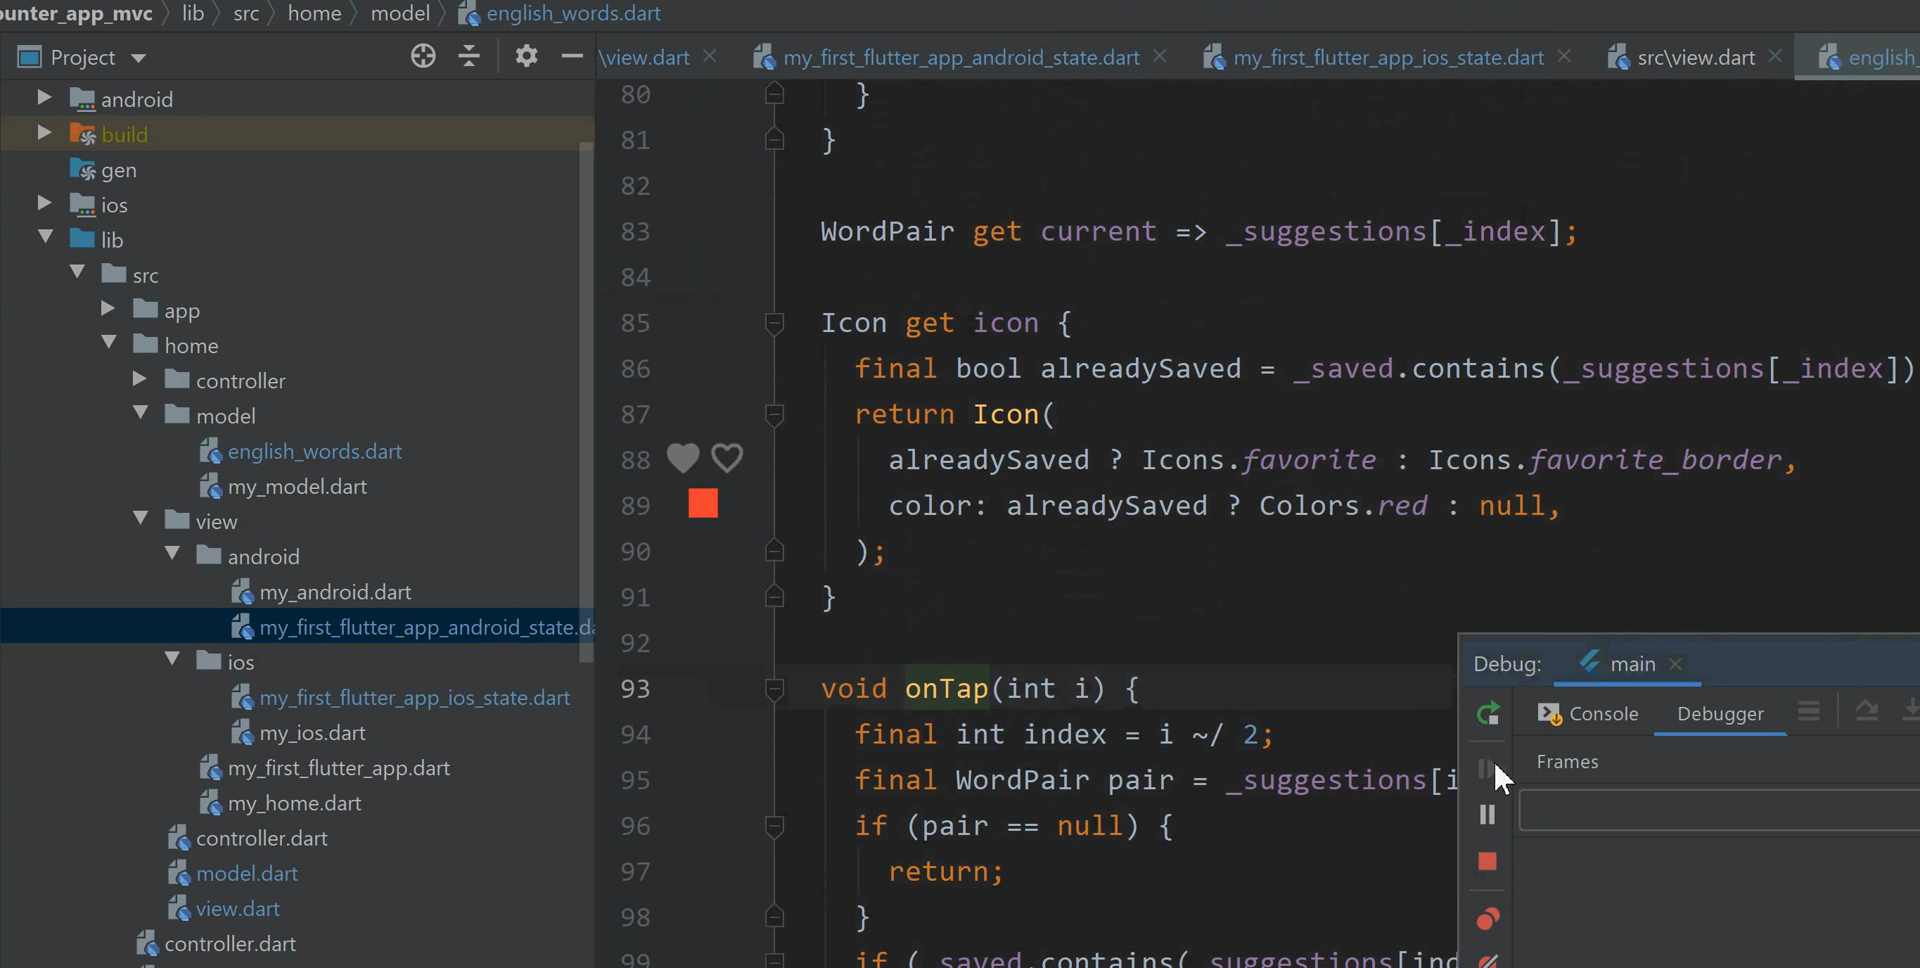 ounter_app_mvc lib src home model english_words.dart
Project
\view.dart my_first_flutter_app_android_state.dart my_first_flutter_app_ios_state.dart src\view.dart english_
android
build
gen
ios
lib
src
app
home
controller
model
english_words.dart
my_model.dart
view
android
my_android.dart
my_first_flutter_app_android_state.da
ios
my_first_flutter_app_ios_state.dart
my_ios.dart
my_first_flutter_app.dart
my_home.dart
controller.dart
model.dart
view.dart
controller.dart
80 }
81 }
82
83 WordPair get current => _suggestions[_index];
84
85 Icon get icon {
86 final bool alreadySaved = _saved.contains(_suggestions[_index])
87 return Icon(
88 alreadySaved ? Icons.favorite : Icons.favorite_border,
89 color: alreadySaved ? Colors.red : null,
90 );
91 }
92
93 void onTap(int i) {
94 final int index = i ~/ 2;
95 final WordPair pair = _suggestions[i
96 if (pair == null) {
97 return;
98 }
99 if (_saved.contains(_suggestions[ind
Debug: main
Console Debugger
Frames